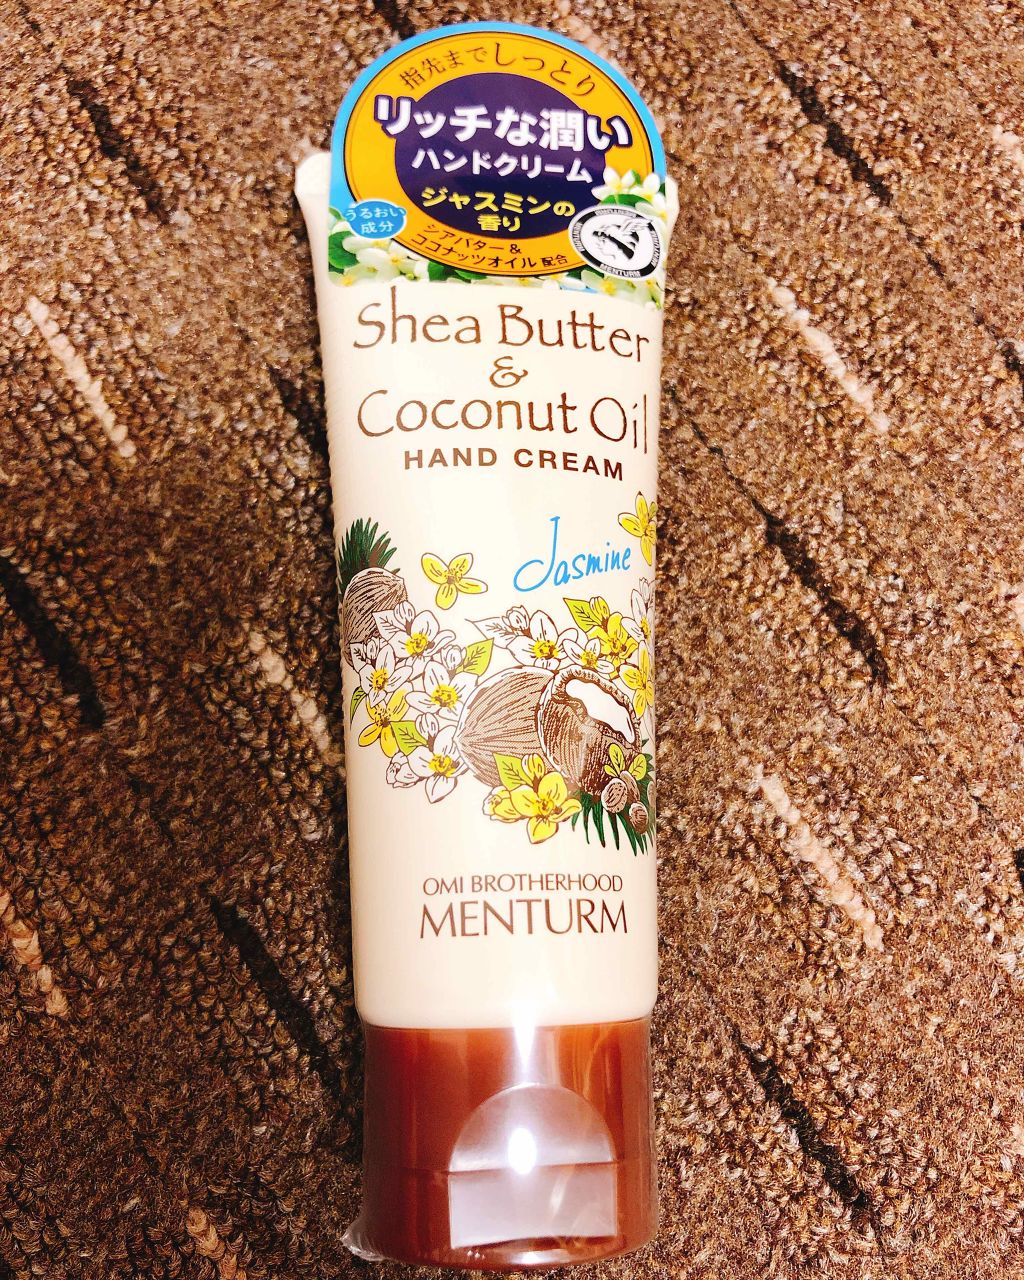 指先までしっとり
リッチな潤い
ハンドクリーム
ジャスミンの
香り
うるおい
成分
シアバター&
ココナッツオイル 配合
MENTURM
Shea Butter
&
Coconut Oil
HAND CREAM
Jasmine
OMI BROTHERHOOD
MENTURM